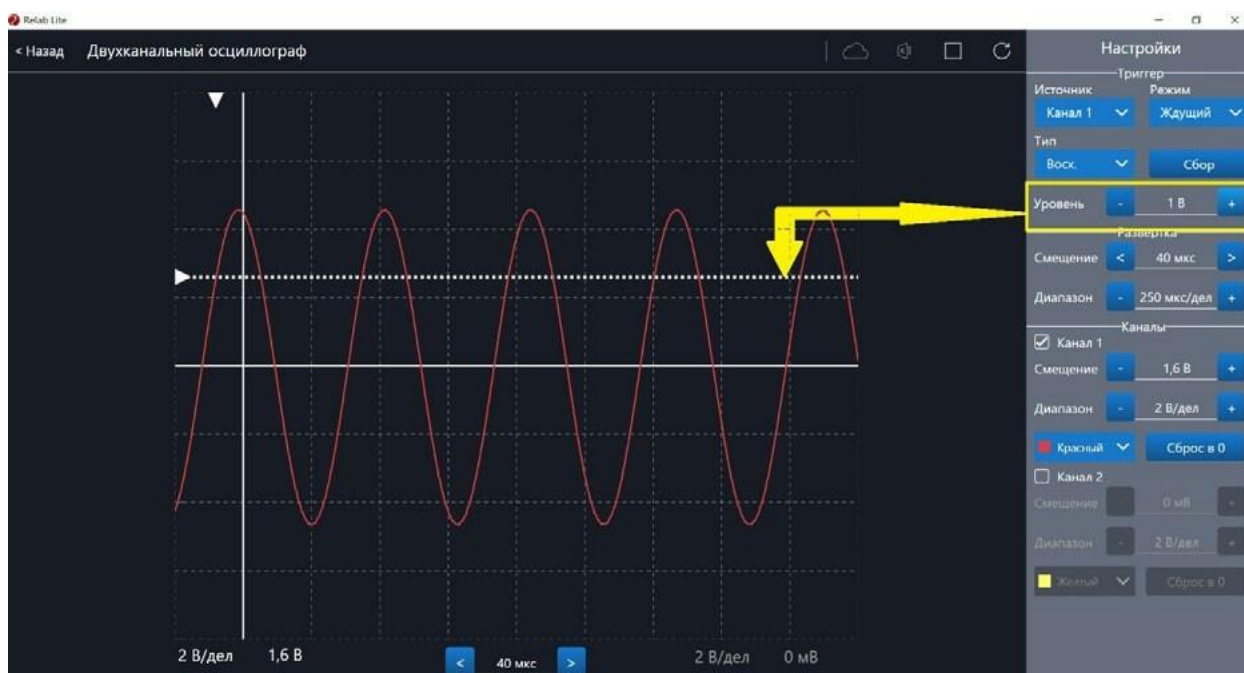 Relab Lite
< Назад Двухканальный осциллограф
Настройки
Триггер
Источник Режим
Канал 1 Ждущий
Тип
Восх. Сбор
Уровень - 1 В +
Развертка
Смещение < 40 мкс >
Диапазон - 250 мкс/дел +
Каналы
Канал 1
Смещение - 1,6 В +
Диапазон - 2 В/дел +
Красный Сброс в 0
Канал 2
Смещение - 0 мВ +
Диапазон - 2 В/дел +
Желтый Сброс в 0
2 В/дел 1,6 В < 40 мкс > 2 В/дел 0 мВ